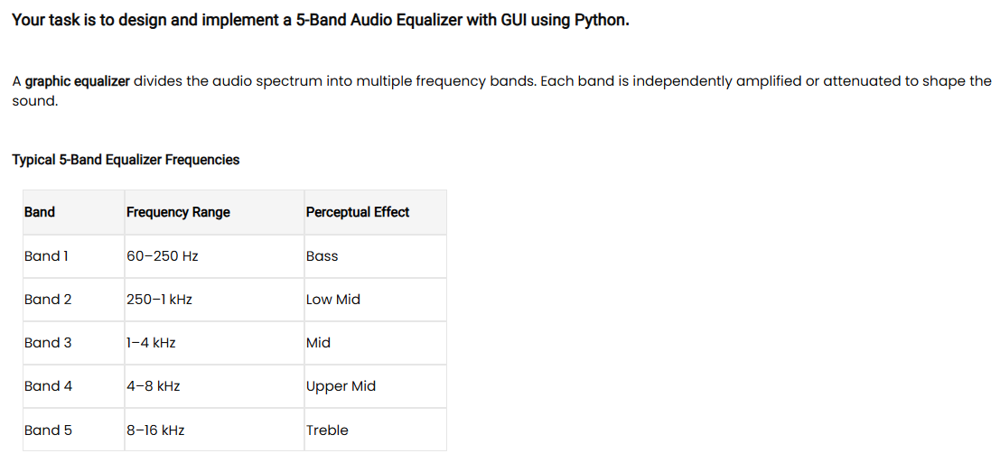 Your task is to design and implement a 5-Band Audio Equalizer with GUI using Python.
A graphic equalizer divides the audio spectrum into multiple frequency bands. Each band is independently amplified or attenuated to shape the
sound.
Typical 5-Band Equalizer Frequencies
Band Frequency Range Perceptual Effect
Band 1 60–250 Hz Bass
Band 2 250–1 kHz Low Mid
Band 3 1–4 kHz Mid
Band 4 4–8 kHz Upper Mid
Band 5 8–16 kHz Treble